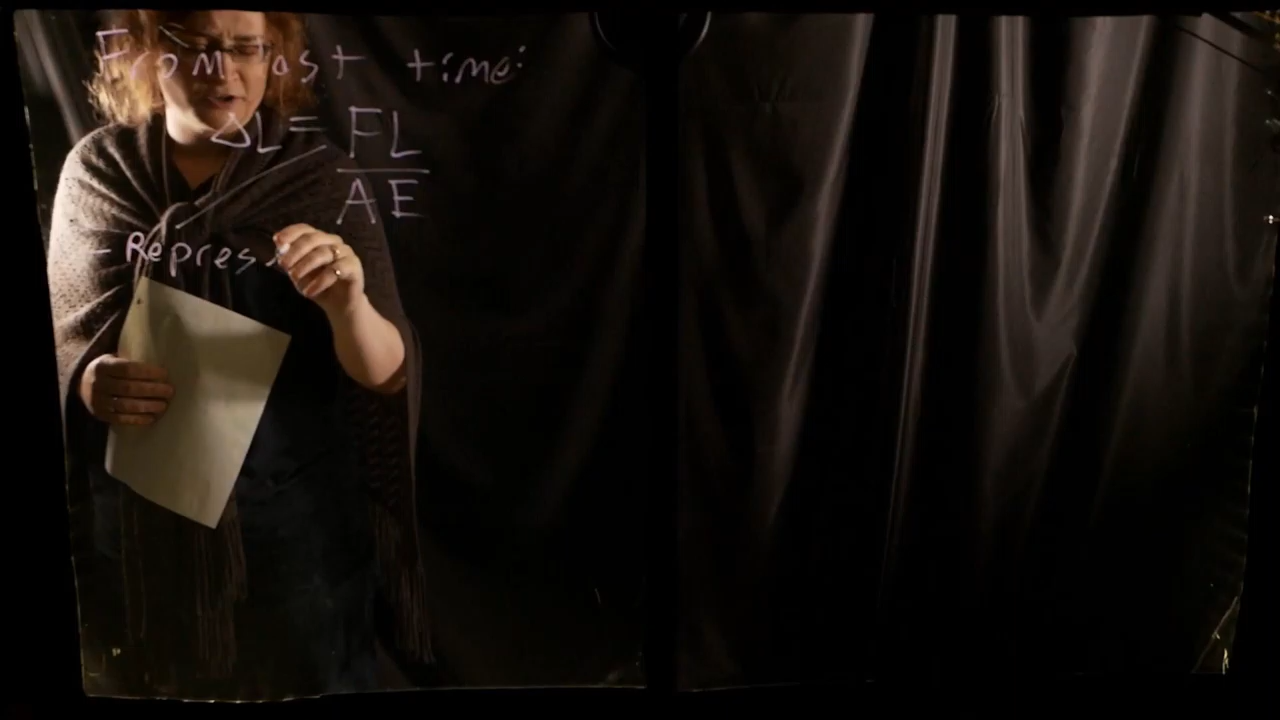 From last time:
ΔL = FL
AE
- Repres